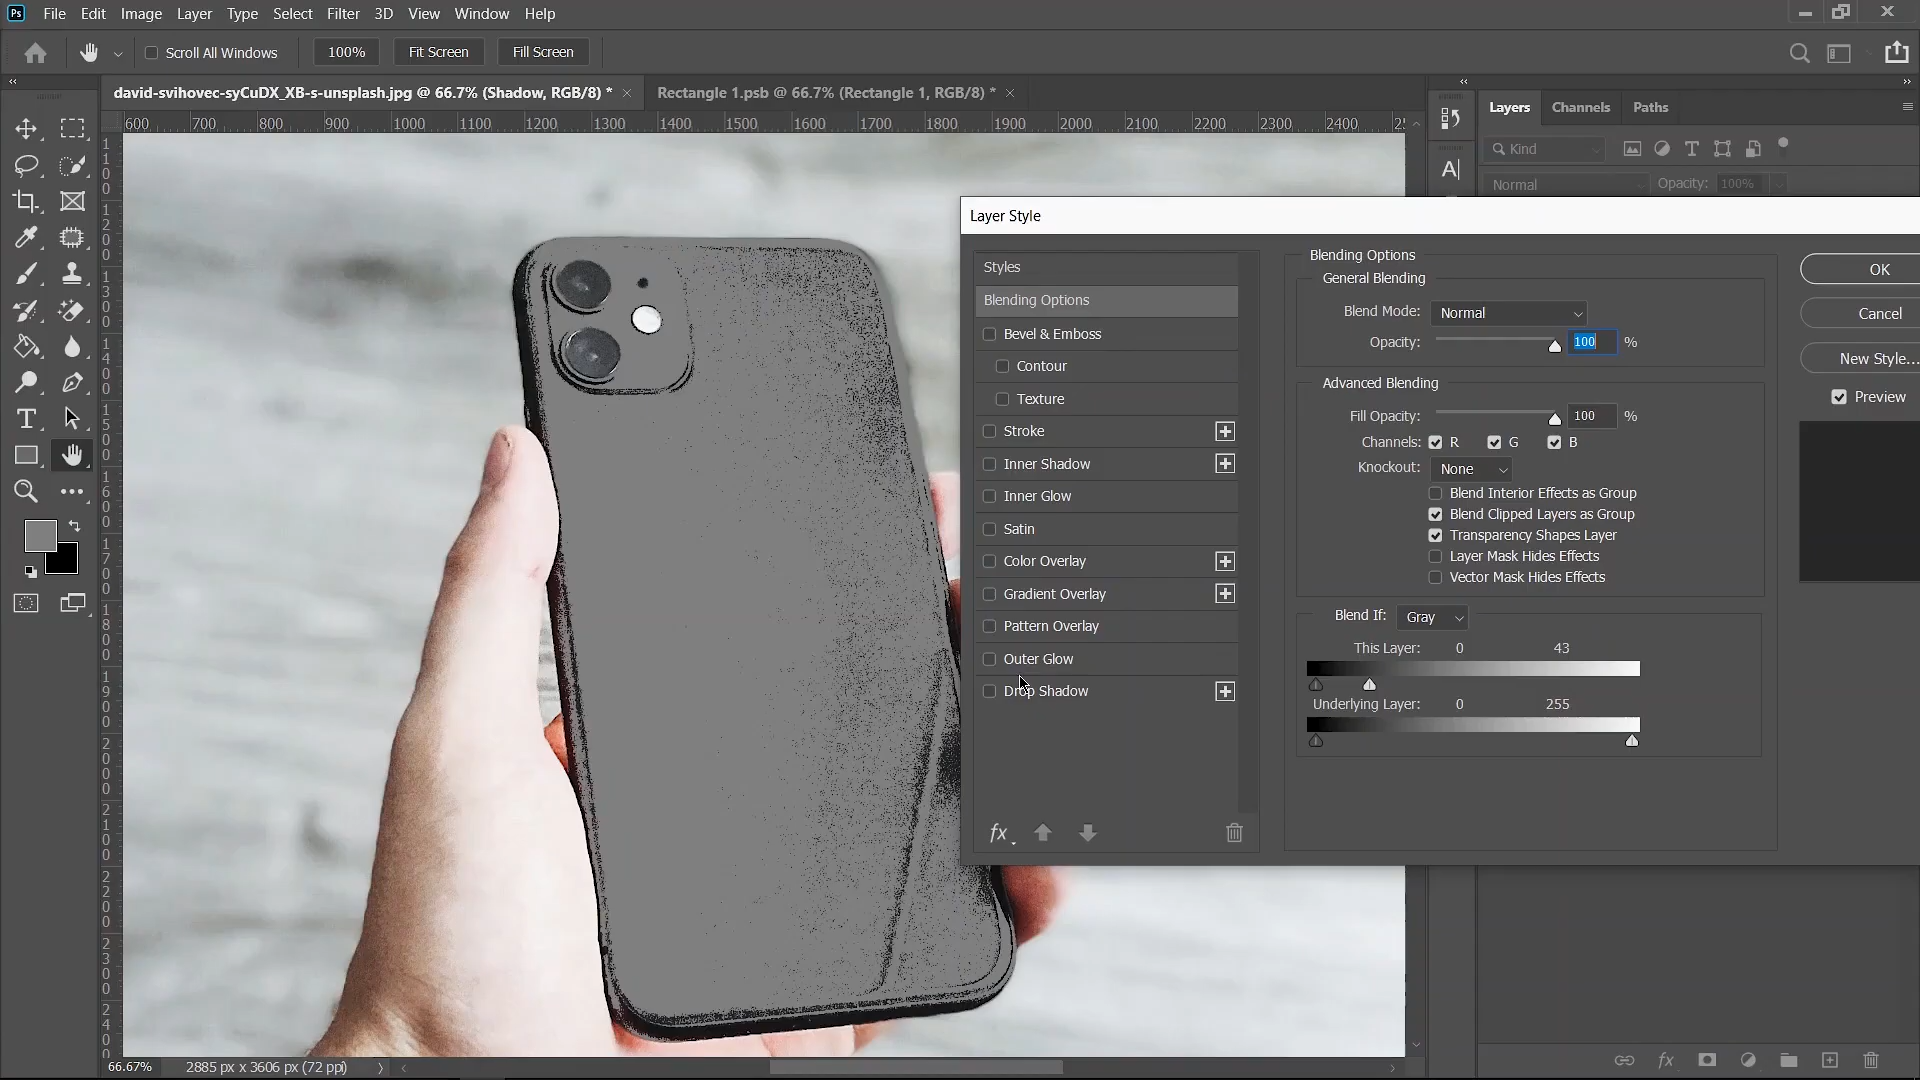 Ps File Edit Image Layer Type Select Filter 3D View Window Help
Scroll All Windows 100% Fit Screen Fill Screen
david-svihovec-syCuDX_XB-s-unsplash.jpg @ 66.7% (Shadow, RGB/8) * Rectangle 1.psb @ 66.7% (Rectangle 1, RGB/8) *
600 700 800 900 1000 1100 1200 1300 1400 1500 1600 1700 1800 1900 2000 2100 2200 2300 2400
Layers Channels Paths
Kind
Normal Opacity: 100%
Layer Style
Styles
Blending Options
Bevel & Emboss
Contour
Texture
Stroke
Inner Shadow
Inner Glow
Satin
Color Overlay
Gradient Overlay
Pattern Overlay
Outer Glow
Drop Shadow
fx
Blending Options
General Blending
Blend Mode: Normal
Opacity: 100 %
Advanced Blending
Fill Opacity: 100 %
Channels: R G B
Knockout: None
Blend Interior Effects as Group
Blend Clipped Layers as Group
Transparency Shapes Layer
Layer Mask Hides Effects
Vector Mask Hides Effects
Blend If: Gray
This Layer: 0 43
Underlying Layer: 0 255
OK
Cancel
New Style...
Preview
66.67% 2885 px x 3606 px (72 ppi)
fx